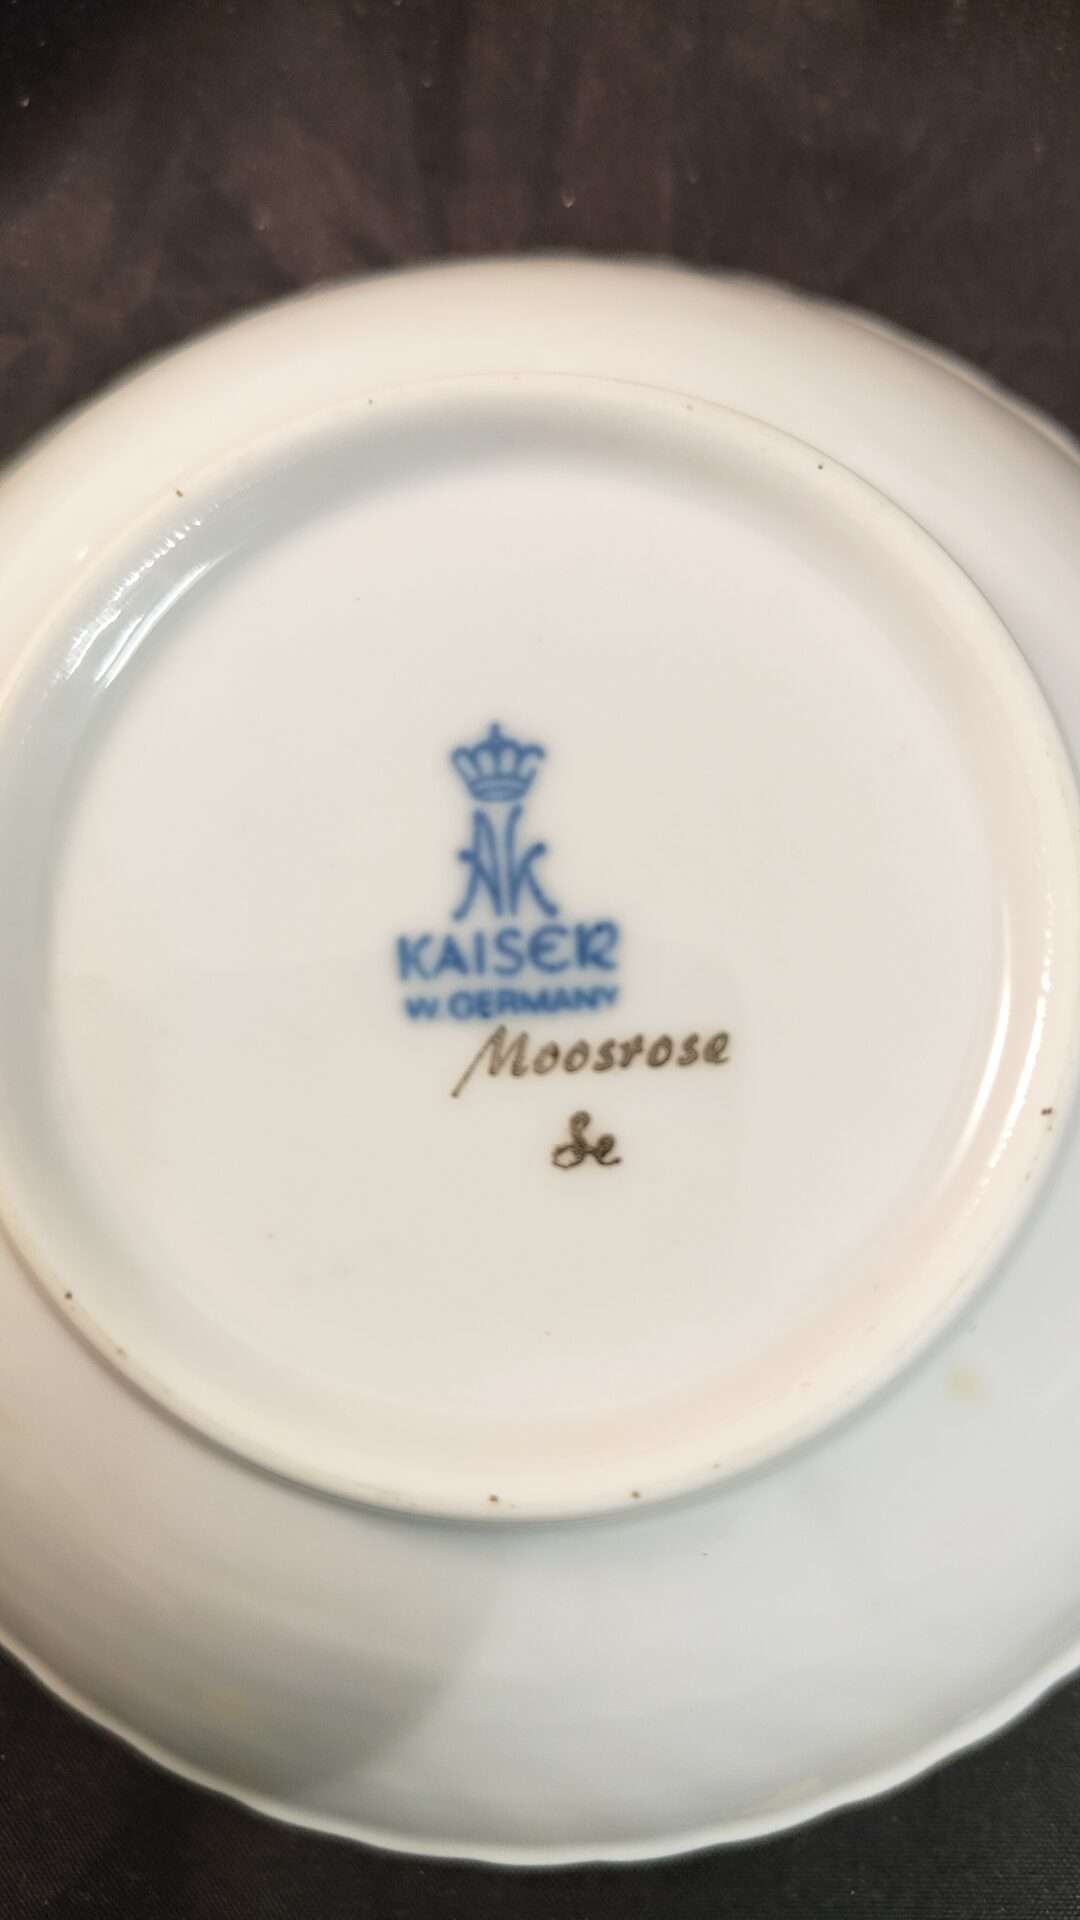 AK
KAISER
W. GERMANY
Moosrose
Se